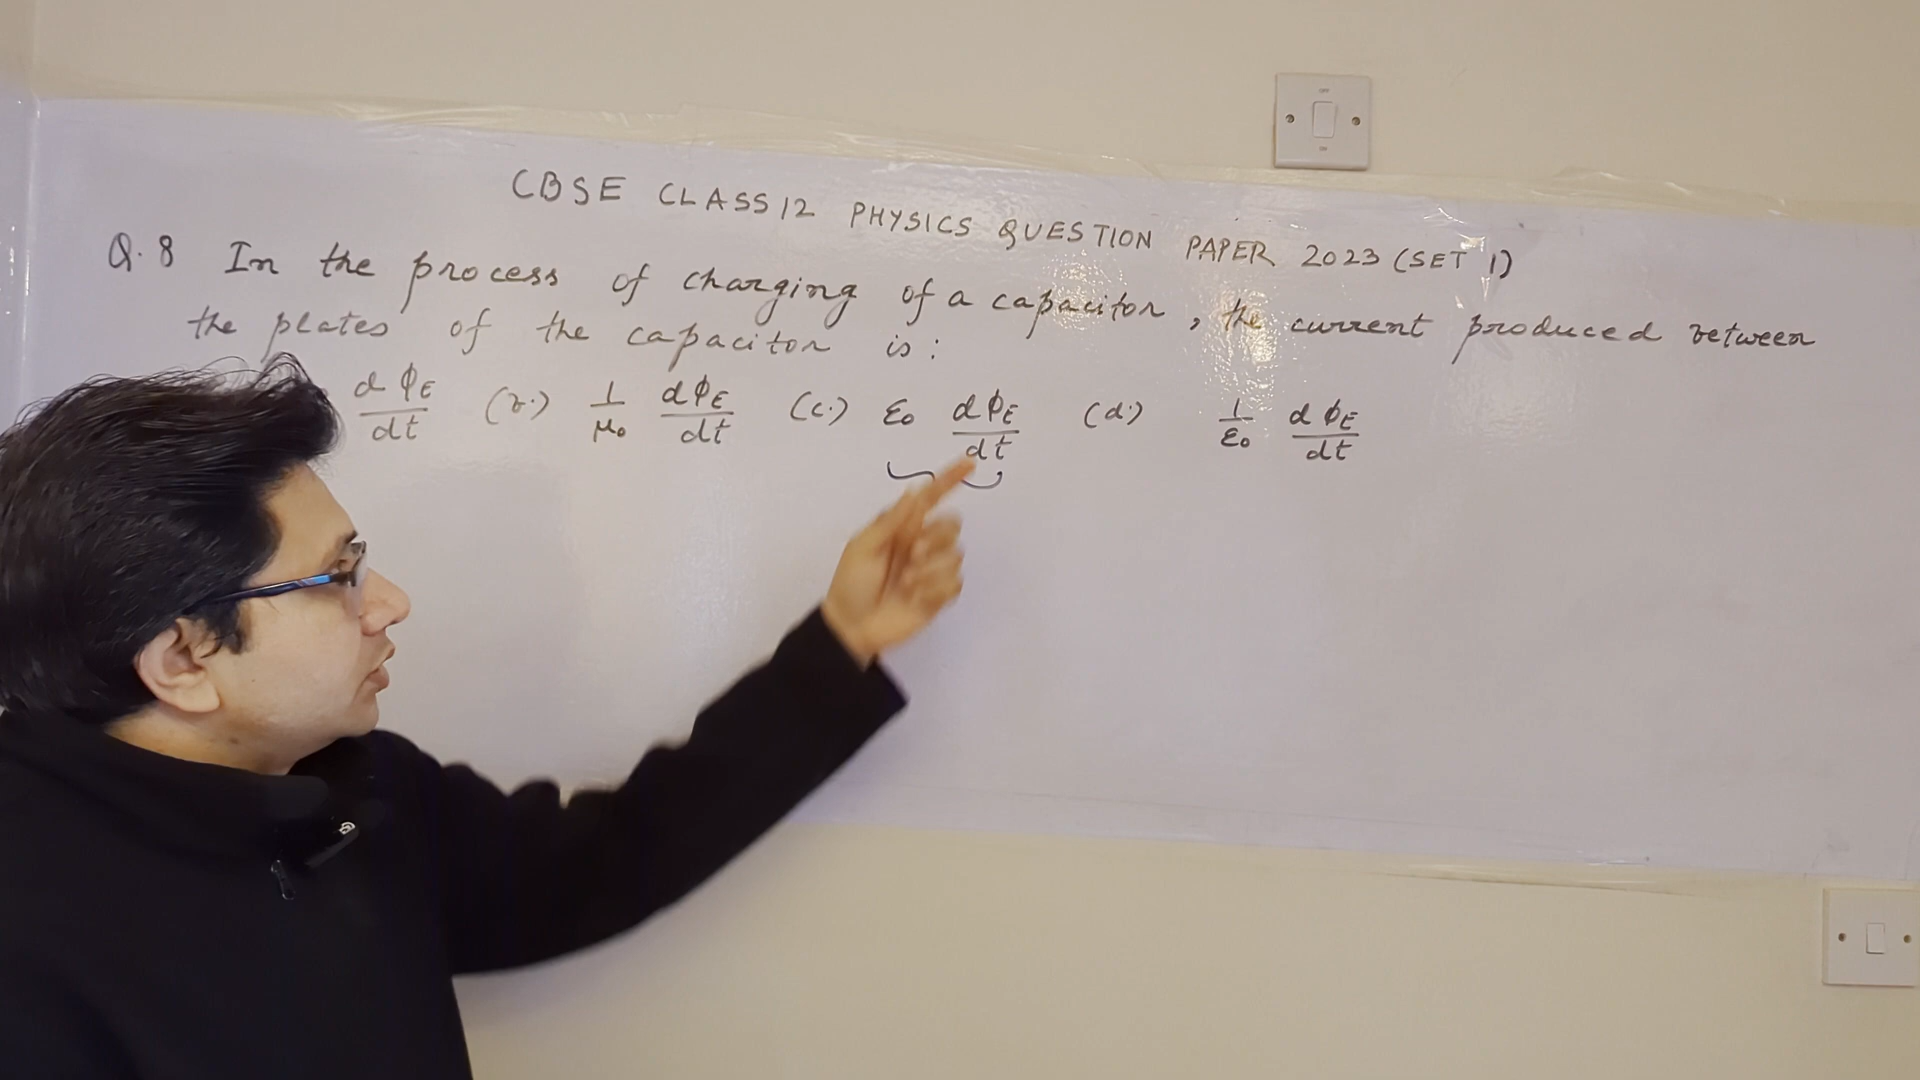 CBSE CLASS 12 PHYSICS QUESTION PAPER 2023 (SET 1)
Q.8 In the process of charging of a capacitor, the current produced between
the plates of the capacitor is:
dϕE/dt (b.) 1/μ0 dϕE/dt (c.) ε0 dϕE/dt (d.) 1/ε0 dϕE/dt